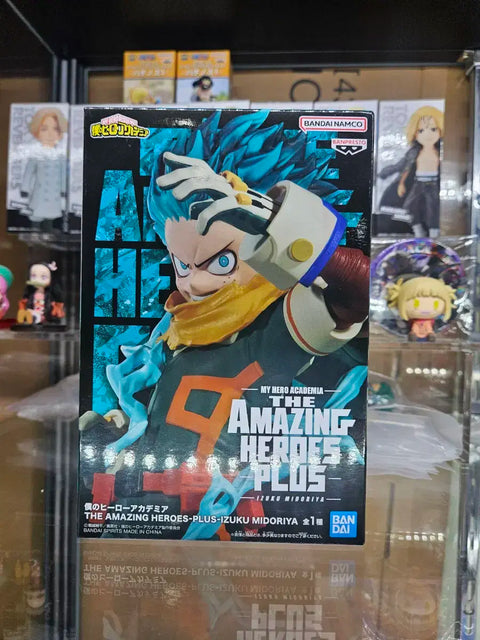 BANDAI NAMCO
BANPRESTO
僕のヒーローアカデミア
MY HERO ACADEMIA
THE
AMAZING
HEROES
PLUS
IZUKU MIDORIYA
僕のヒーローアカデミア
THE AMAZING HEROES-PLUS-IZUKU MIDORIYA 全1種
BANDAI SPIRITS MADE IN CHINA
BAN
DAI